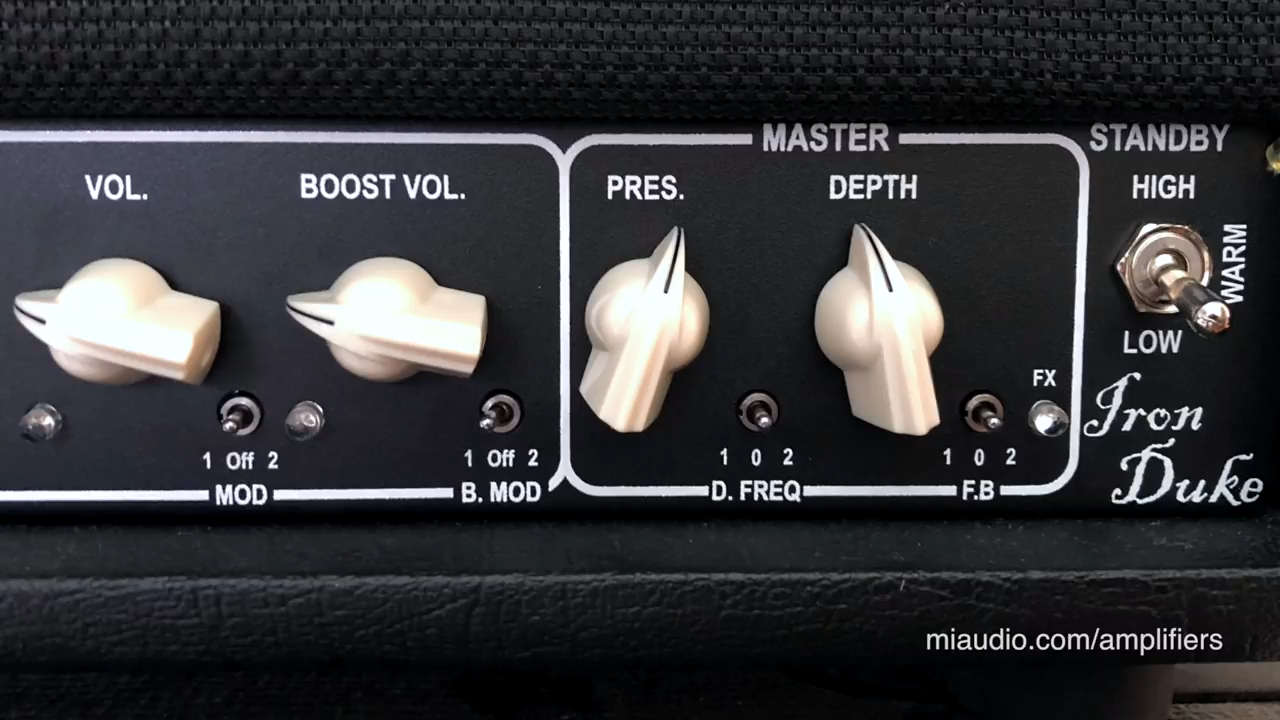 MASTER
STANDBY
VOL.
BOOST VOL.
PRES.
DEPTH
HIGH
WARM
LOW
FX
1 Off 2
MOD
1 Off 2
B. MOD
1 0 2
D. FREQ
1 0 2
F.B
Iron
Duke
miaudio.com/amplifiers